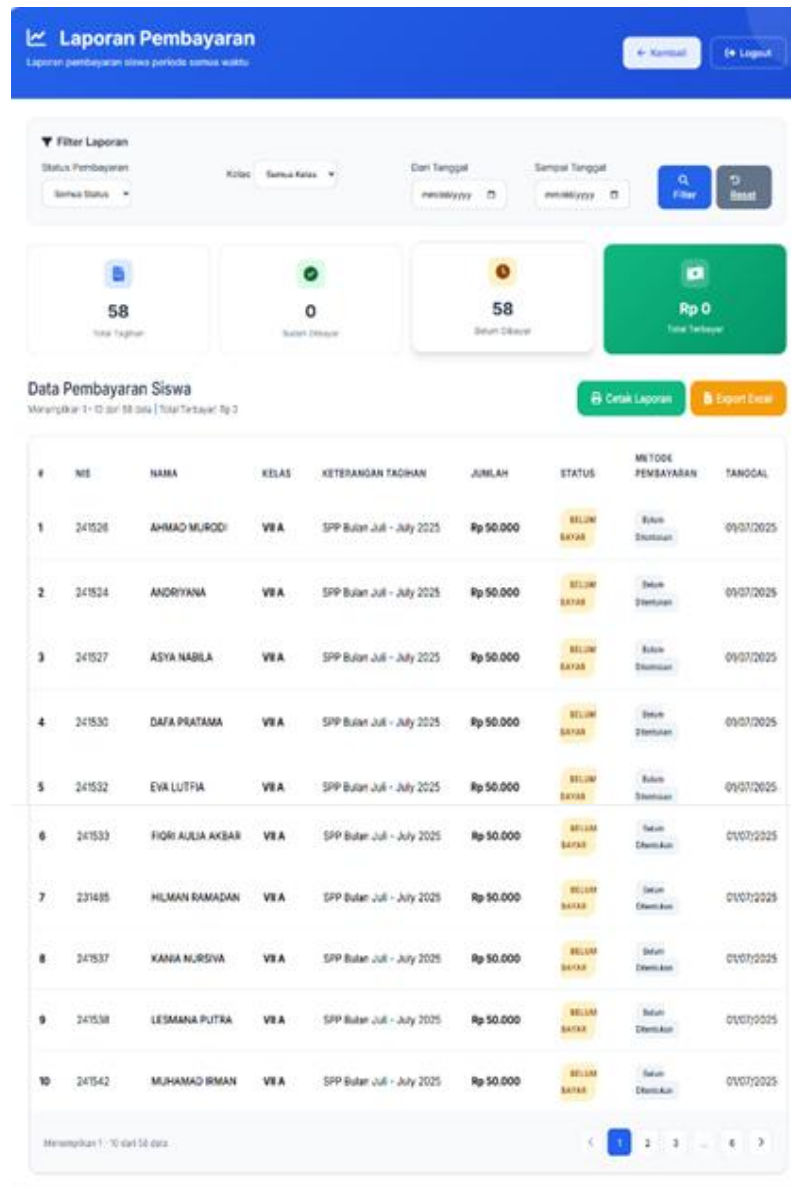 Laporan Pembayaran
Laporan pembayaran siswa periode semua waktu
Kembali
Logout
Filter Laporan
Status Pembayaran
Semua Status
Kelas
Semua Kelas
Dari Tanggal
mm/dd/yyyy
Sampai Tanggal
mm/dd/yyyy
Filter
Reset
58
Total Tagihan
0
Sudah Dibayar
58
Belum Dibayar
Rp 0
Total Terbayar
Data Pembayaran Siswa
Menampilkan 1 - 10 dari 58 data | Total Terbayar: Rp 0
Cetak Laporan
Export Excel
# NIS NAMA KELAS KETERANGAN TAGIHAN JUMLAH STATUS METODE PEMBAYARAN TANGGAL
1 241526 AHMAD MURODI VII A SPP Bulan Juli - July 2025 Rp 50.000 BELUM BAYAR Belum Ditentukan 01/07/2025
2 241524 ANDRIYANA VII A SPP Bulan Juli - July 2025 Rp 50.000 BELUM BAYAR Belum Ditentukan 01/07/2025
3 241527 ASYA NABILA VII A SPP Bulan Juli - July 2025 Rp 50.000 BELUM BAYAR Belum Ditentukan 01/07/2025
4 241530 DAFA PRATAMA VII A SPP Bulan Juli - July 2025 Rp 50.000 BELUM BAYAR Belum Ditentukan 01/07/2025
5 241532 EVA LUTFIA VII A SPP Bulan Juli - July 2025 Rp 50.000 BELUM BAYAR Belum Ditentukan 01/07/2025
6 241533 FIQRI AULIA AKBAR VII A SPP Bulan Juli - July 2025 Rp 50.000 BELUM BAYAR Belum Ditentukan 01/07/2025
7 231485 HILMAN RAMADAN VII A SPP Bulan Juli - July 2025 Rp 50.000 BELUM BAYAR Belum Ditentukan 01/07/2025
8 241537 KANIA NURSIVA VII A SPP Bulan Juli - July 2025 Rp 50.000 BELUM BAYAR Belum Ditentukan 01/07/2025
9 241538 LESMANA PUTRA VII A SPP Bulan Juli - July 2025 Rp 50.000 BELUM BAYAR Belum Ditentukan 01/07/2025
10 241542 MUHAMAD IRMAN VII A SPP Bulan Juli - July 2025 Rp 50.000 BELUM BAYAR Belum Ditentukan 01/07/2025
Menampilkan 1 - 10 dari 58 data
1 2 3 ... 6